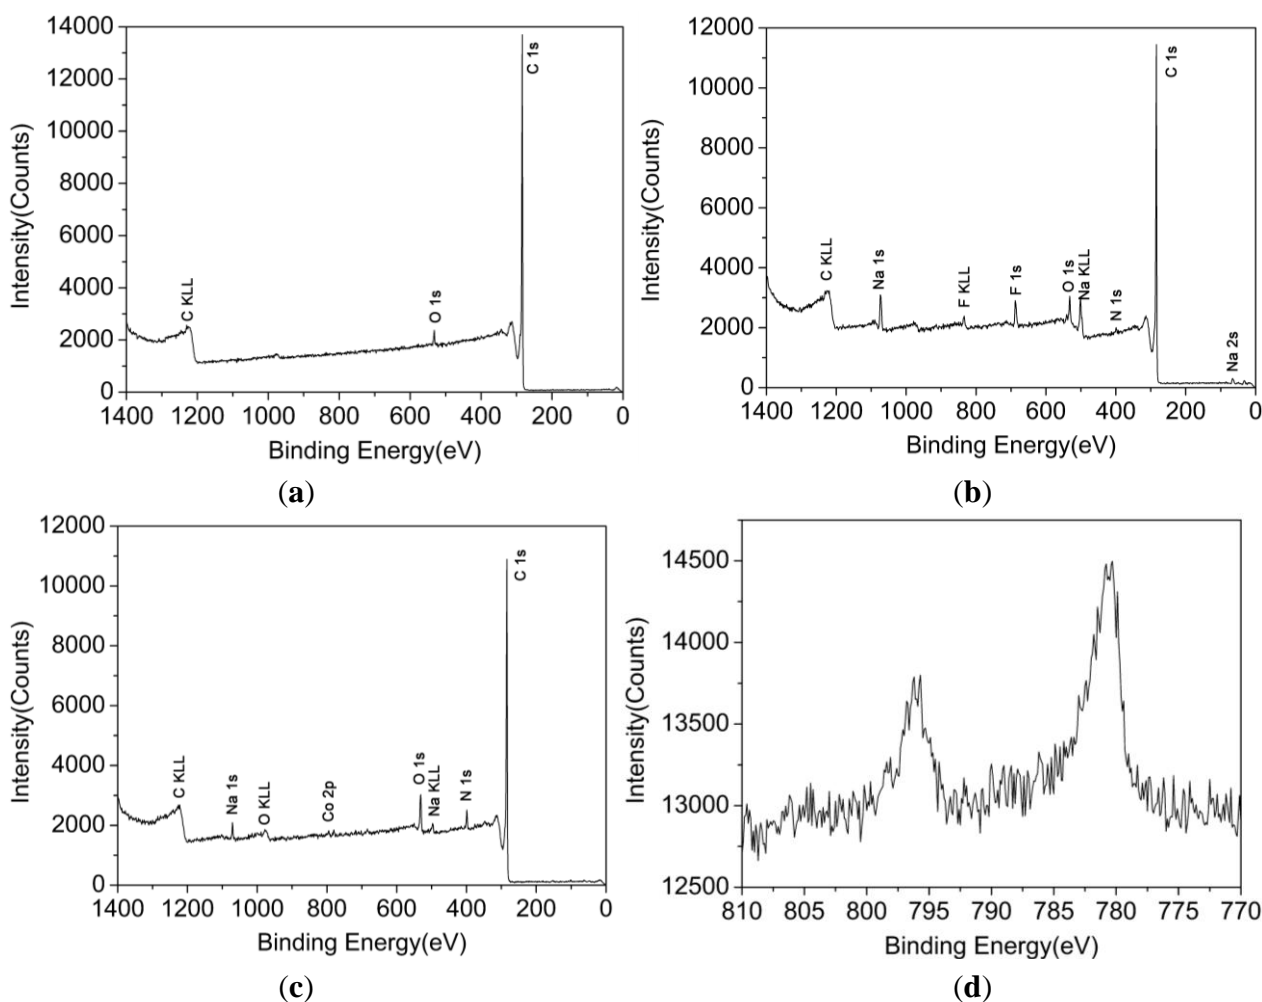 14000
12000
10000
8000
6000
4000
2000
0
Intensity(Counts)
C KLL
O 1s
C 1s
1400 1200 1000 800 600 400 200 0
Binding Energy(eV)
(a)
12000
10000
8000
6000
4000
2000
0
Intensity(Counts)
C KLL
Na 1s
F KLL
F 1s
O 1s
Na KLL
N 1s
C 1s
Na 2s
1400 1200 1000 800 600 400 200 0
Binding Energy(eV)
(b)
12000
10000
8000
6000
4000
2000
0
Intensity(Counts)
C KLL
Na 1s
O KLL
Co 2p
O 1s
Na KLL
N 1s
C 1s
1400 1200 1000 800 600 400 200 0
Binding Energy(eV)
(c)
14500
14000
13500
13000
12500
Intensity(Counts)
810 805 800 795 790 785 780 775 770
Binding Energy(eV)
(d)